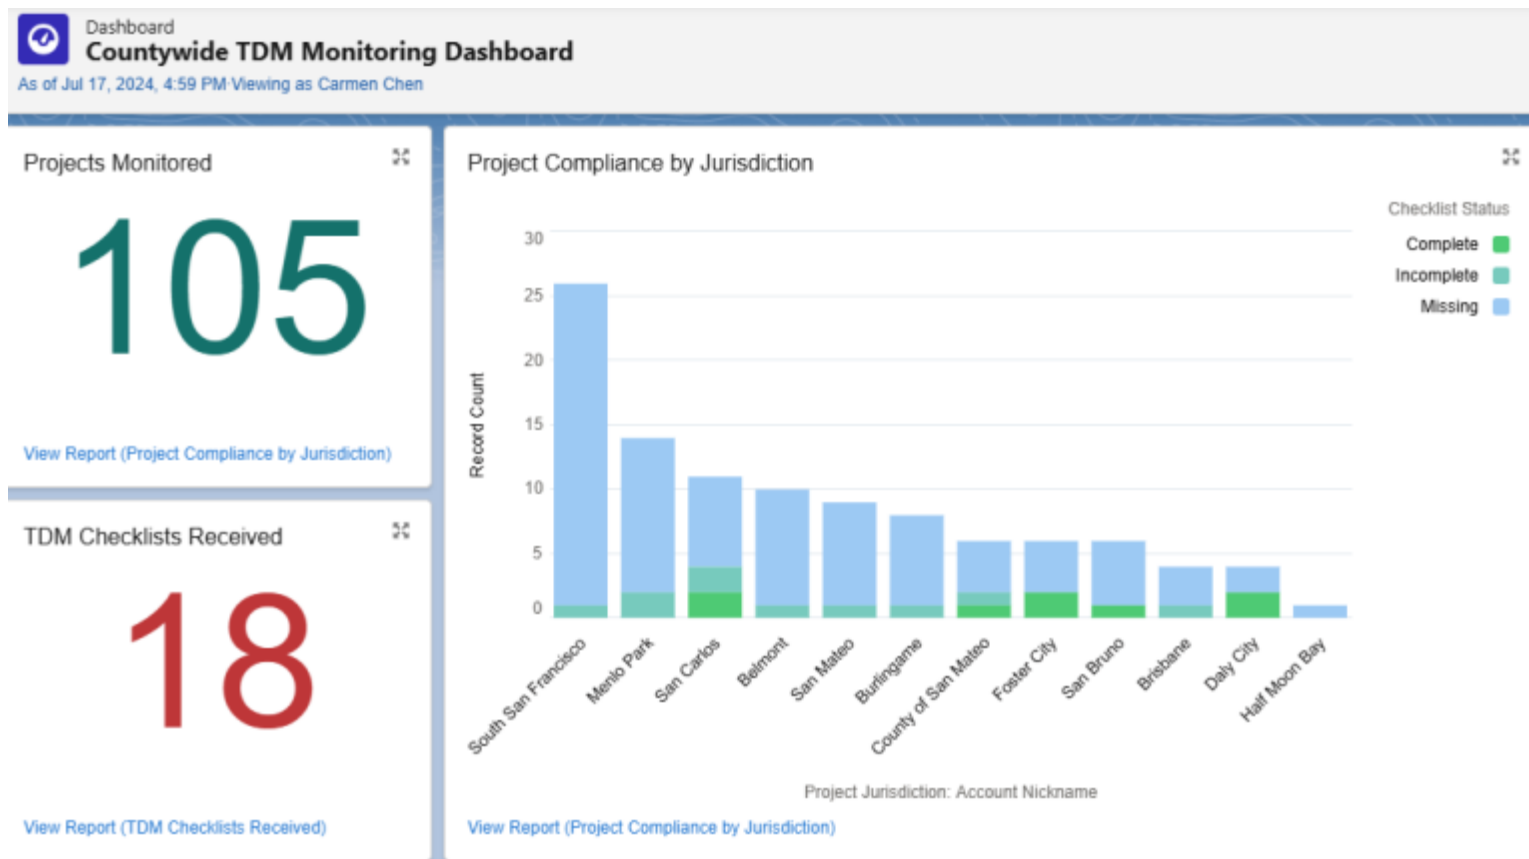 Dashboard
Countywide TDM Monitoring Dashboard
As of Jul 17, 2024, 4:59 PM·Viewing as Carmen Chen
Projects Monitored
105
View Report (Project Compliance by Jurisdiction)
TDM Checklists Received
18
View Report (TDM Checklists Received)
Project Compliance by Jurisdiction
Checklist Status
Complete
Incomplete
Missing
Record Count
30
25
20
15
10
5
0
South San Francisco
Menlo Park
San Carlos
Belmont
San Mateo
Burlingame
County of San Mateo
Foster City
San Bruno
Brisbane
Daly City
Half Moon Bay
Project Jurisdiction: Account Nickname
View Report (Project Compliance by Jurisdiction)